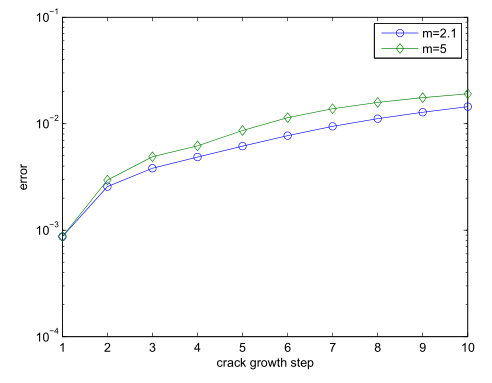 10^−1
m=2.1
m=5
10^−2
error
10^−3
10^−4
1 2 3 4 5 6 7 8 9 10
crack growth step